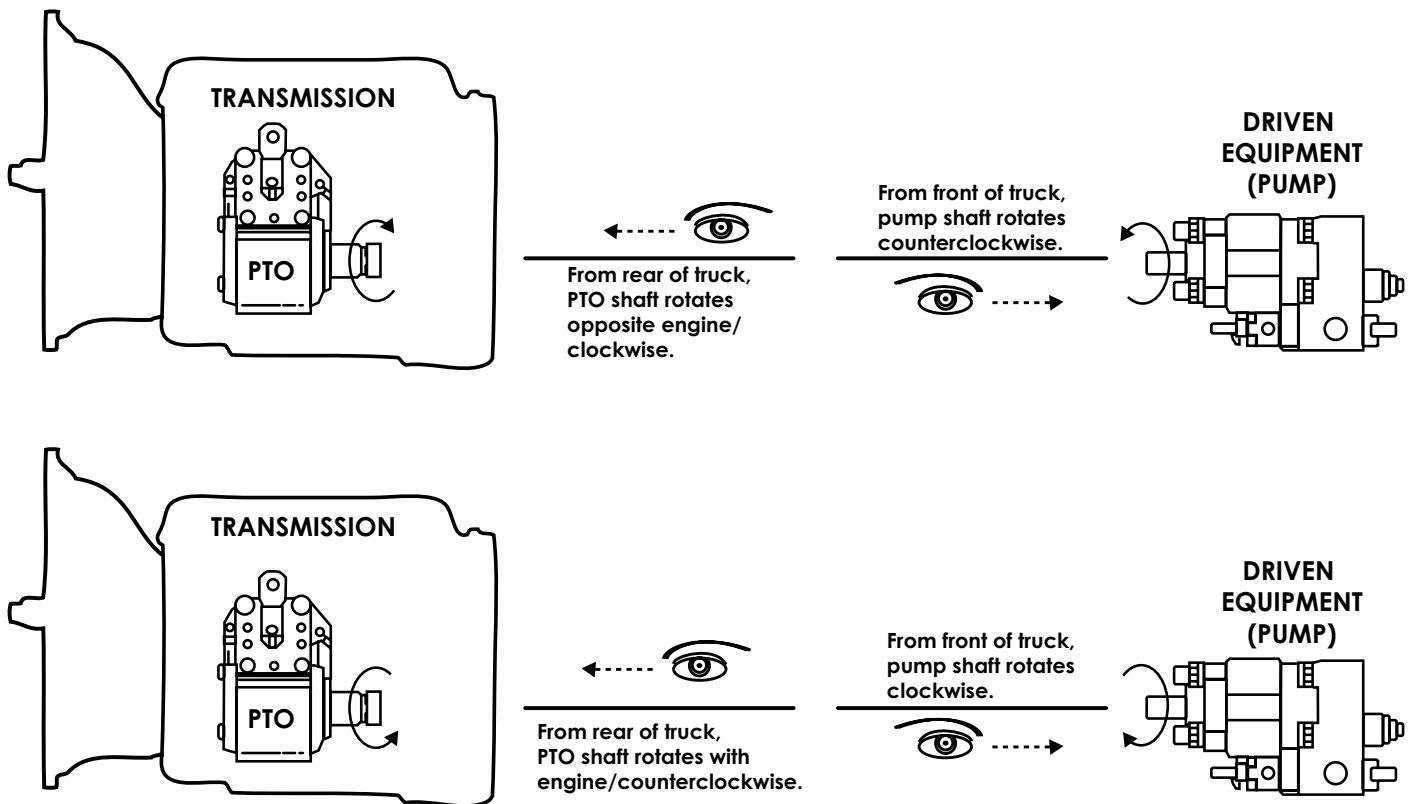 TRANSMISSION
PTO
From rear of truck,
PTO shaft rotates
opposite engine/
clockwise.
From front of truck,
pump shaft rotates
counterclockwise.
DRIVEN
EQUIPMENT
(PUMP)
TRANSMISSION
PTO
From rear of truck,
PTO shaft rotates with
engine/counterclockwise.
From front of truck,
pump shaft rotates
clockwise.
DRIVEN
EQUIPMENT
(PUMP)